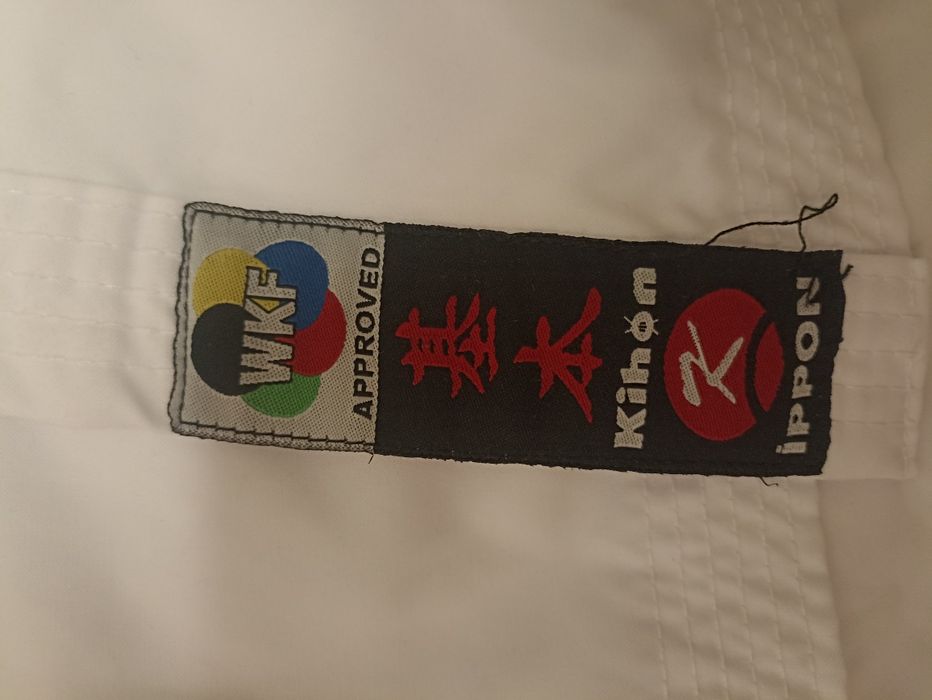 WKF
APPROVED
基
本
Kihon
K
iPPON